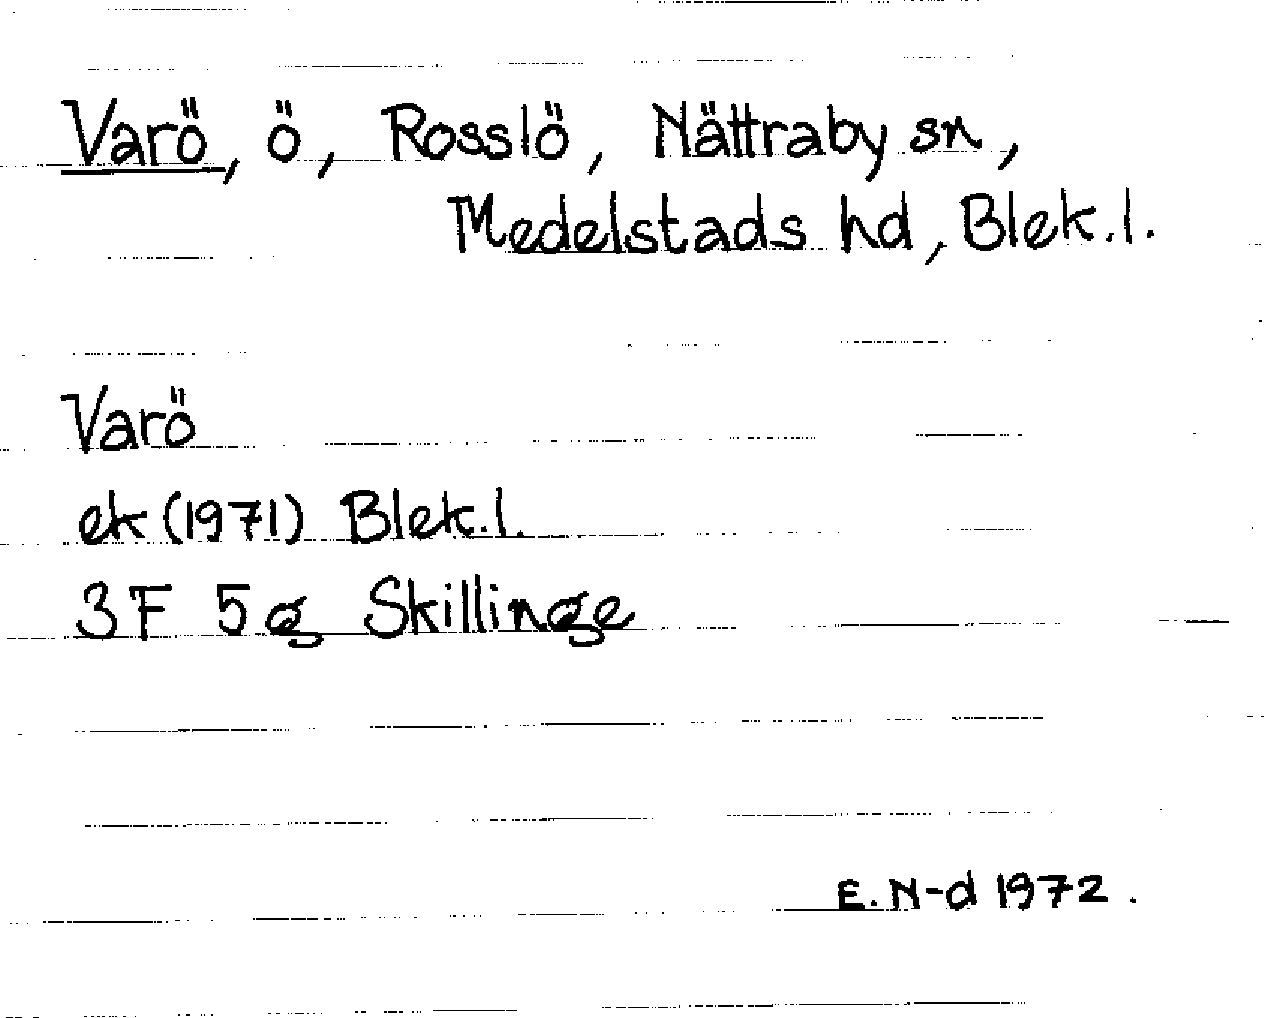 Varö, ö, Rosslö, Nättraby sn,
Medelstads hd, Blek.l.
Varö
ek (1971) Blek.l.
3F 5g Skillinge
E.N-d 1972.